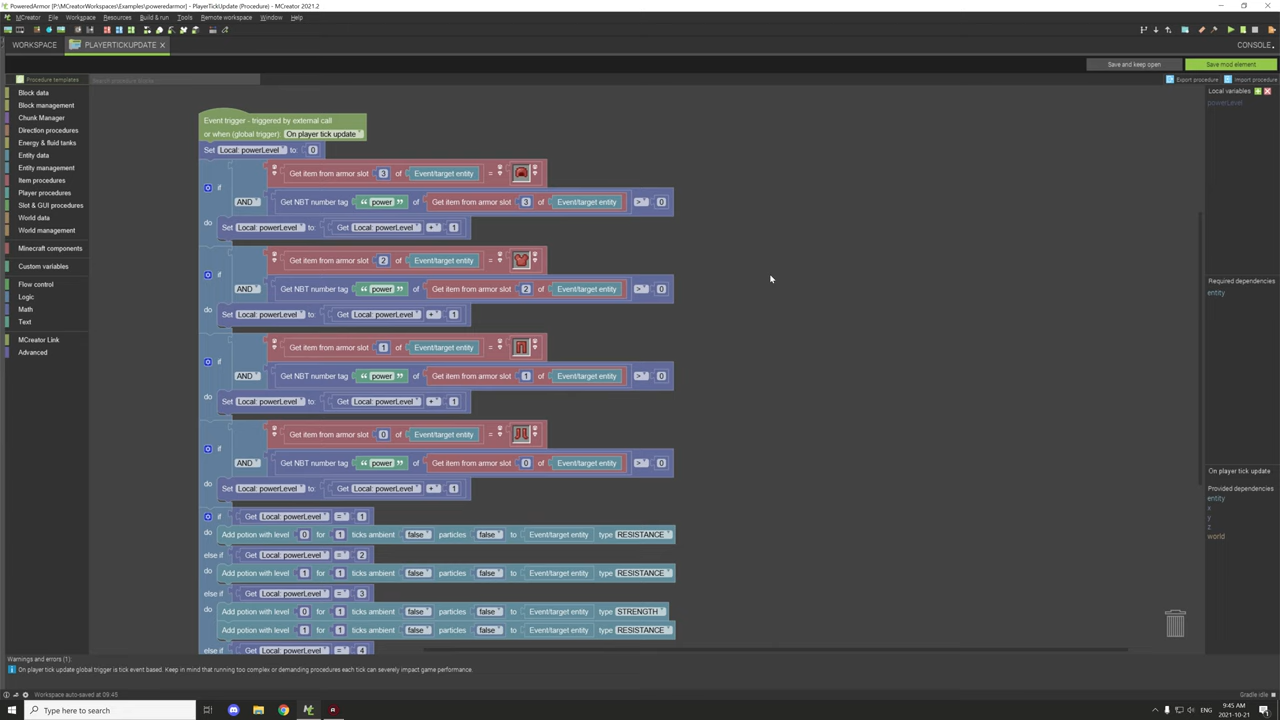 PoweredArmor [P:\MCreatorWorkspaces\Examples\poweredarmor] - PlayerTickUpdate (Procedure) - MCreator 2021.2
MCreator File Workspace Resources Build & run Tools Remote workspace Window Help
WORKSPACE PLAYERTICKUPDATE CONSOLE
Save and keep open Save mod element
Procedure templates Export procedure Import procedure
Local variables
powerLevel
Block data
Block management
Chunk Manager
Direction procedures
Energy & fluid tanks
Entity data
Entity management
Item procedures
Player procedures
Slot & GUI procedures
World data
World management
Minecraft components
Custom variables
Flow control
Logic
Math
Text
MCreator Link
Advanced
Event trigger - triggered by external call
or when (global trigger): On player tick update
Set Local: powerLevel to: 0
if AND Get item from armor slot 3 of Event/target entity =
Get NBT number tag “ power ” of Get item from armor slot 3 of Event/target entity > 0
do Set Local: powerLevel to: Get Local: powerLevel + 1
if AND Get item from armor slot 2 of Event/target entity =
Get NBT number tag “ power ” of Get item from armor slot 2 of Event/target entity > 0
do Set Local: powerLevel to: Get Local: powerLevel + 1
if AND Get item from armor slot 1 of Event/target entity =
Get NBT number tag “ power ” of Get item from armor slot 1 of Event/target entity > 0
do Set Local: powerLevel to: Get Local: powerLevel + 1
if AND Get item from armor slot 0 of Event/target entity =
Get NBT number tag “ power ” of Get item from armor slot 0 of Event/target entity > 0
do Set Local: powerLevel to: Get Local: powerLevel + 1
if Get Local: powerLevel = 1
do Add potion with level 0 for 1 ticks ambient false particles false to Event/target entity type RESISTANCE
else if Get Local: powerLevel = 2
do Add potion with level 1 for 1 ticks ambient false particles false to Event/target entity type RESISTANCE
else if Get Local: powerLevel = 3
do Add potion with level 0 for 1 ticks ambient false particles false to Event/target entity type STRENGTH
Add potion with level 1 for 1 ticks ambient false particles false to Event/target entity type RESISTANCE
else if Get Local: powerLevel = 4
Required dependencies
entity
On player tick update
Provided dependencies:
entity
x
y
z
world
Warnings and errors (1):
On player tick update global trigger is tick event based. Keep in mind that running too complex or demanding procedures each tick can severely impact game performance.
Workspace auto-saved at 09:45 Gradle idle
Type here to search ENG 9:45 AM
2021-10-21